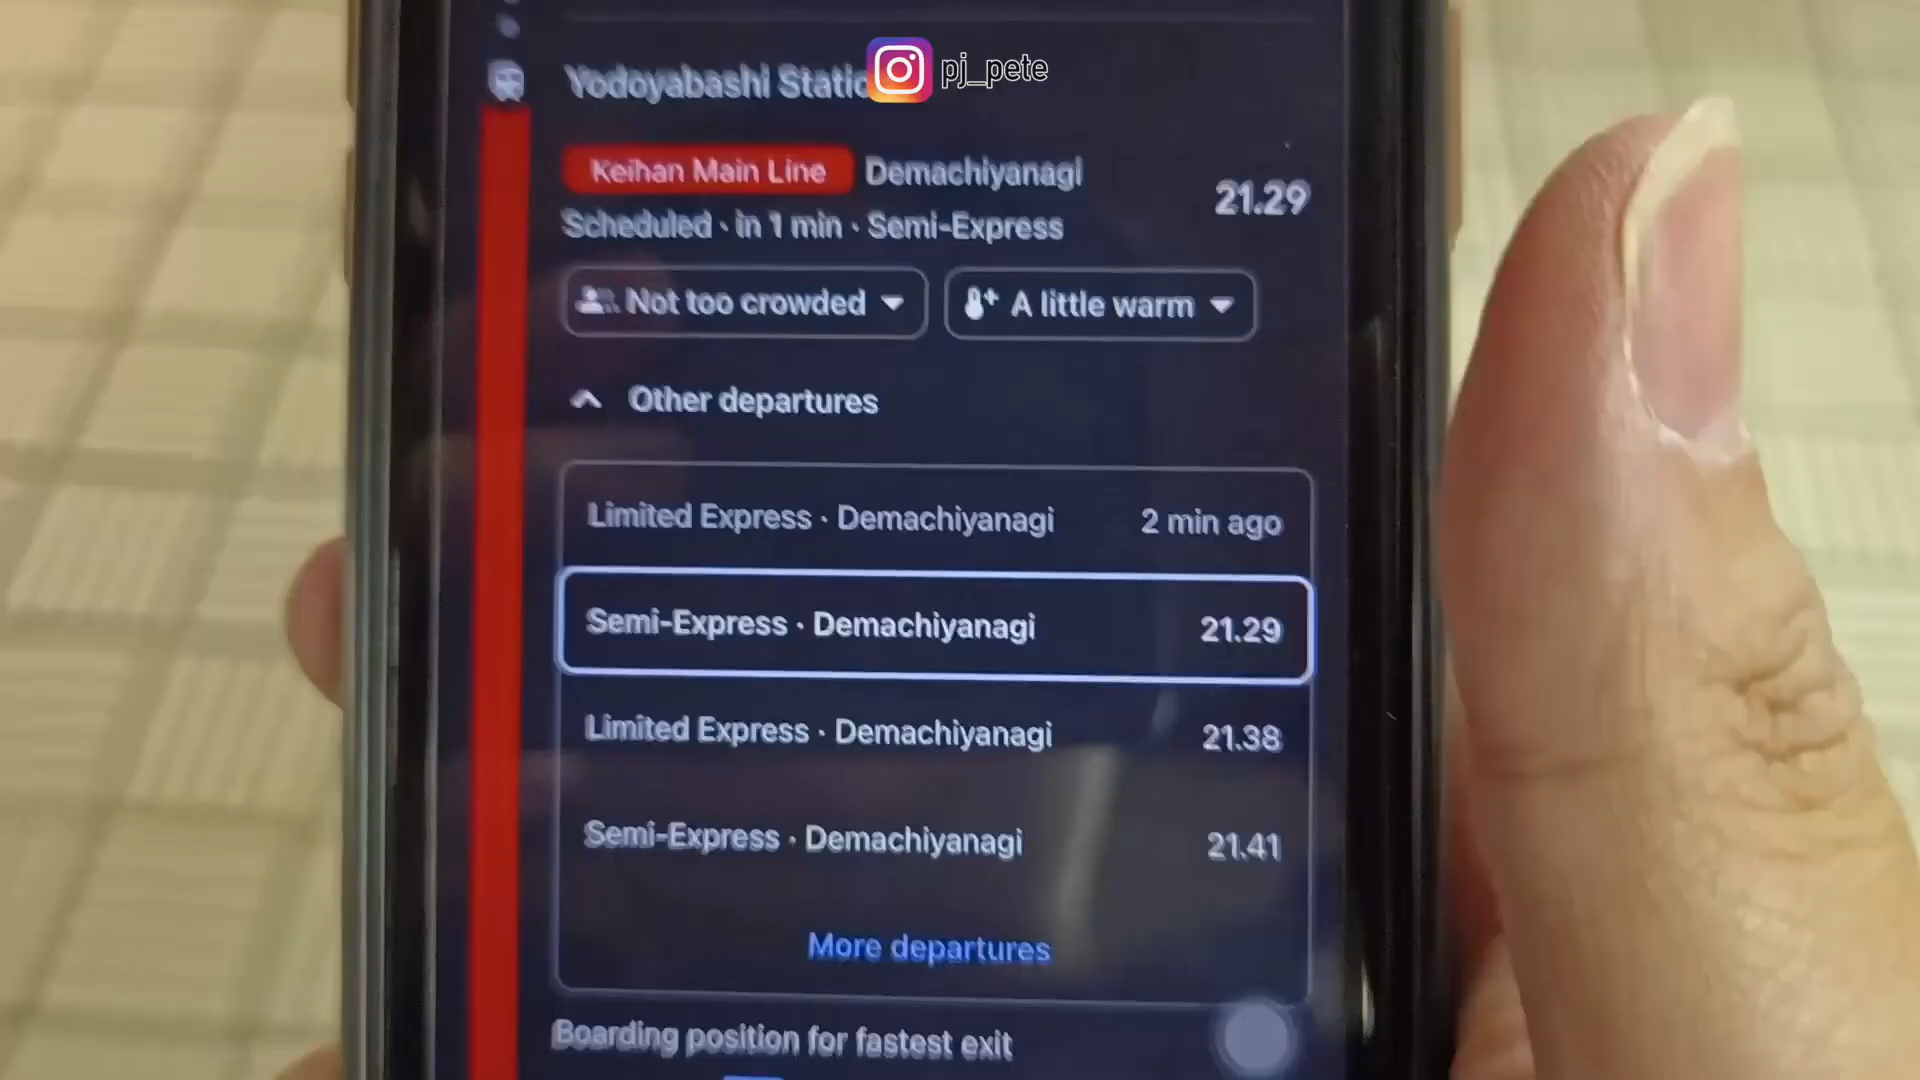 Yodoyabashi Statio
pj_pete
Keihan Main Line Demachiyanagi
21.29
Scheduled · in 1 min · Semi-Express
Not too crowded
A little warm
Other departures
Limited Express · Demachiyanagi 2 min ago
Semi-Express · Demachiyanagi 21.29
Limited Express · Demachiyanagi 21.38
Semi-Express · Demachiyanagi 21.41
More departures
Boarding position for fastest exit